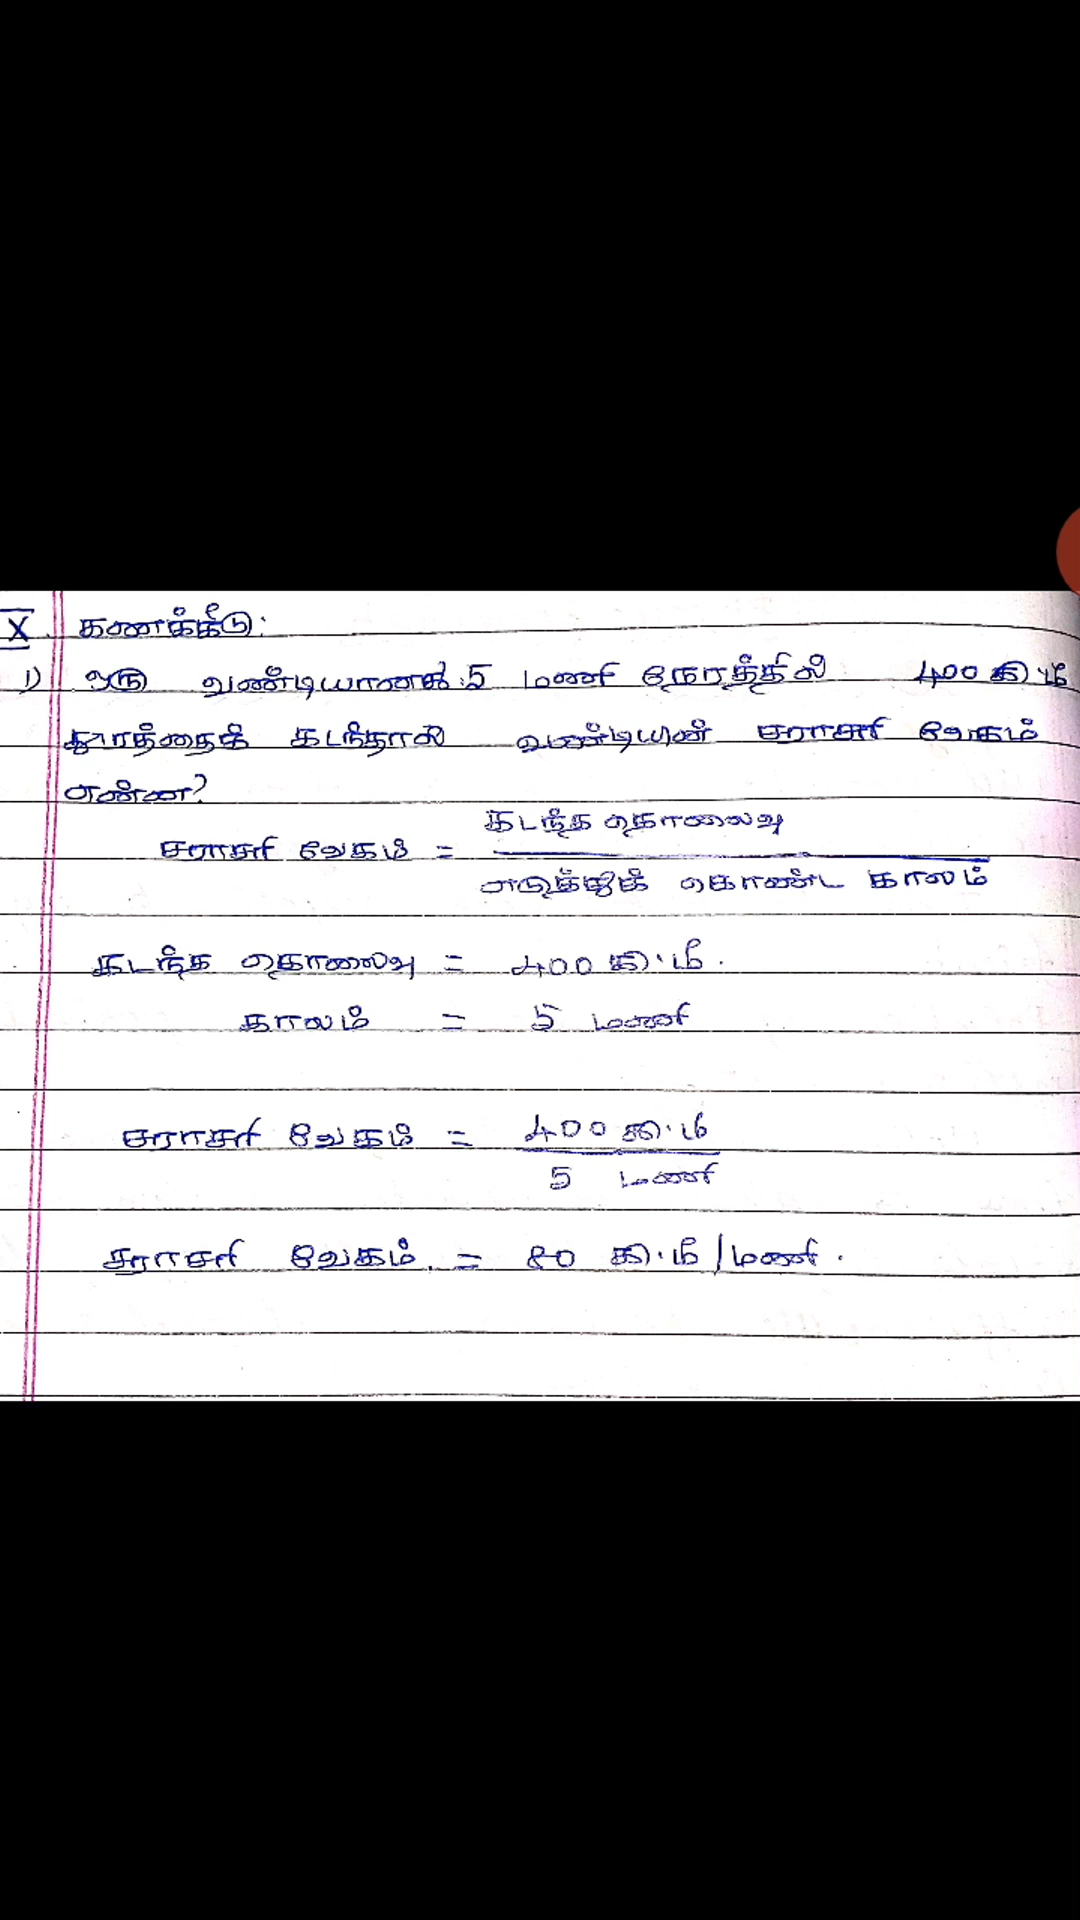 X. கணக்கீடு:
1) ஒரு வண்டியானது 5 மணி நேரத்தில் 400 கி.மீ
தூரத்தைக் கடந்தால் வண்டியின் சராசரி வேகம்
என்ன?
சராசரி வேகம் = கடந்த தொலைவு
எடுத்துக் கொண்ட காலம்
கடந்த தொலைவு = 400 கி.மீ.
காலம் = 5 மணி
சராசரி வேகம் = 400 கி.மீ
5 மணி
சராசரி வேகம். = 80 கி.மீ/மணி.